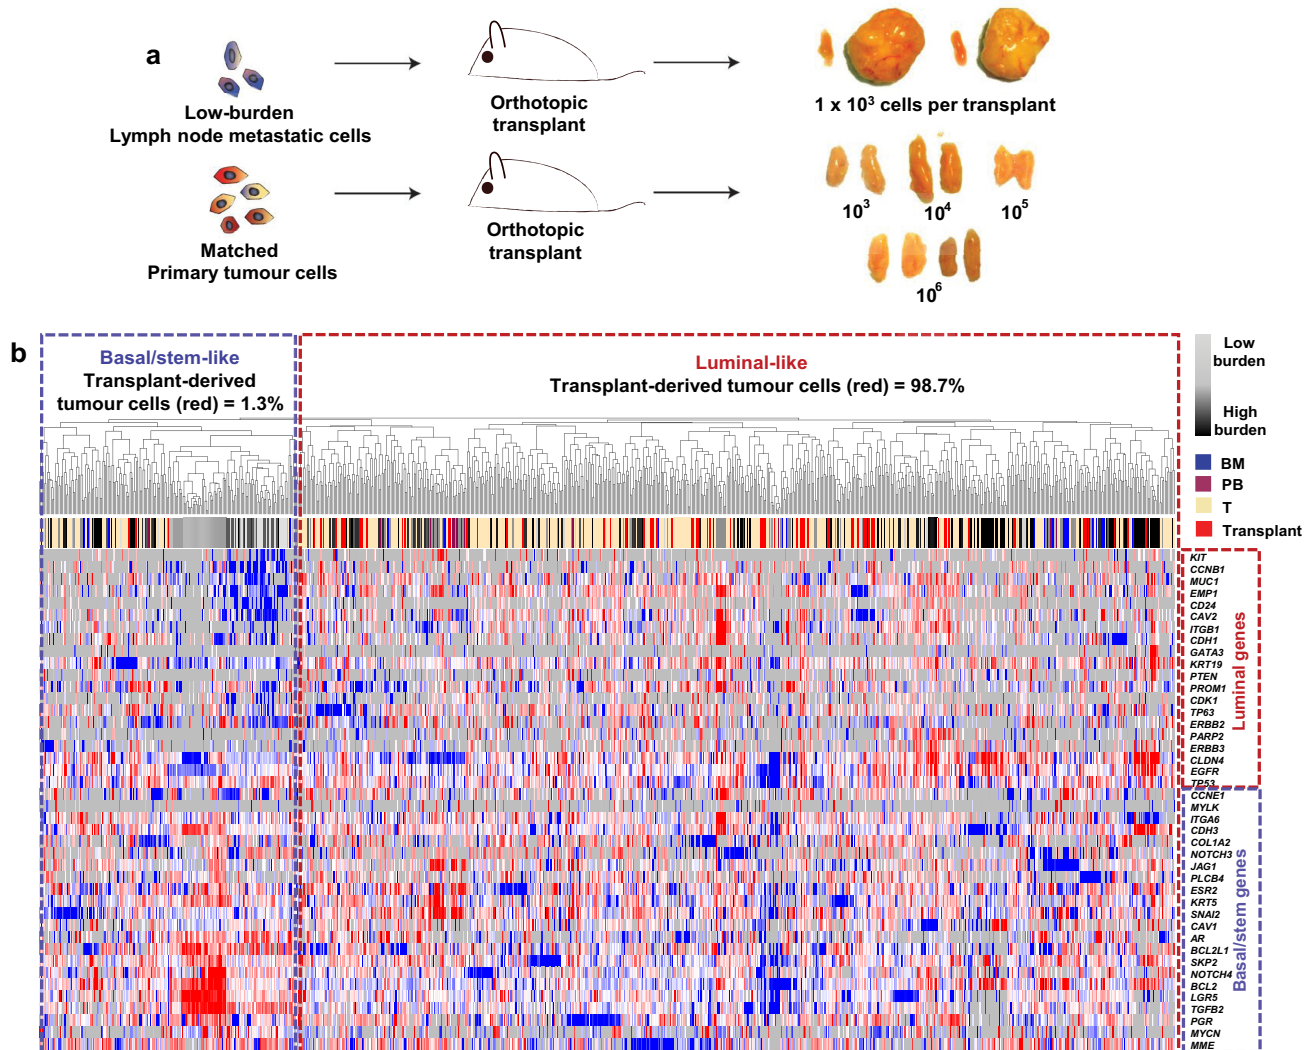 a
Low-burden
Lymph node metastatic cells
Orthotopic
transplant
1 x 10³ cells per transplant
Matched
Primary tumour cells
Orthotopic
transplant
10³
10⁴
10⁵
10⁶
b
Basal/stem-like
Transplant-derived
tumour cells (red) = 1.3%
Luminal-like
Transplant-derived tumour cells (red) = 98.7%
Low
burden
High
burden
BM
PB
T
Transplant
KIT
CCNB1
MUC1
EMP1
CD24
CAV2
ITGB1
CDH1
GATA3
KRT19
PTEN
PROM1
CDK1
TP63
ERBB2
PARP2
ERBB3
CLDN4
EGFR
TP53
Luminal genes
CCNE1
MYLK
ITGA6
CDH3
COL1A2
NOTCH3
JAG1
PLCB4
ESR2
KRT5
SNAI2
CAV1
AR
BCL2L1
SKP2
NOTCH4
BCL2
LGR5
TGFB2
PGR
MYCN
MME
Basal/stem genes